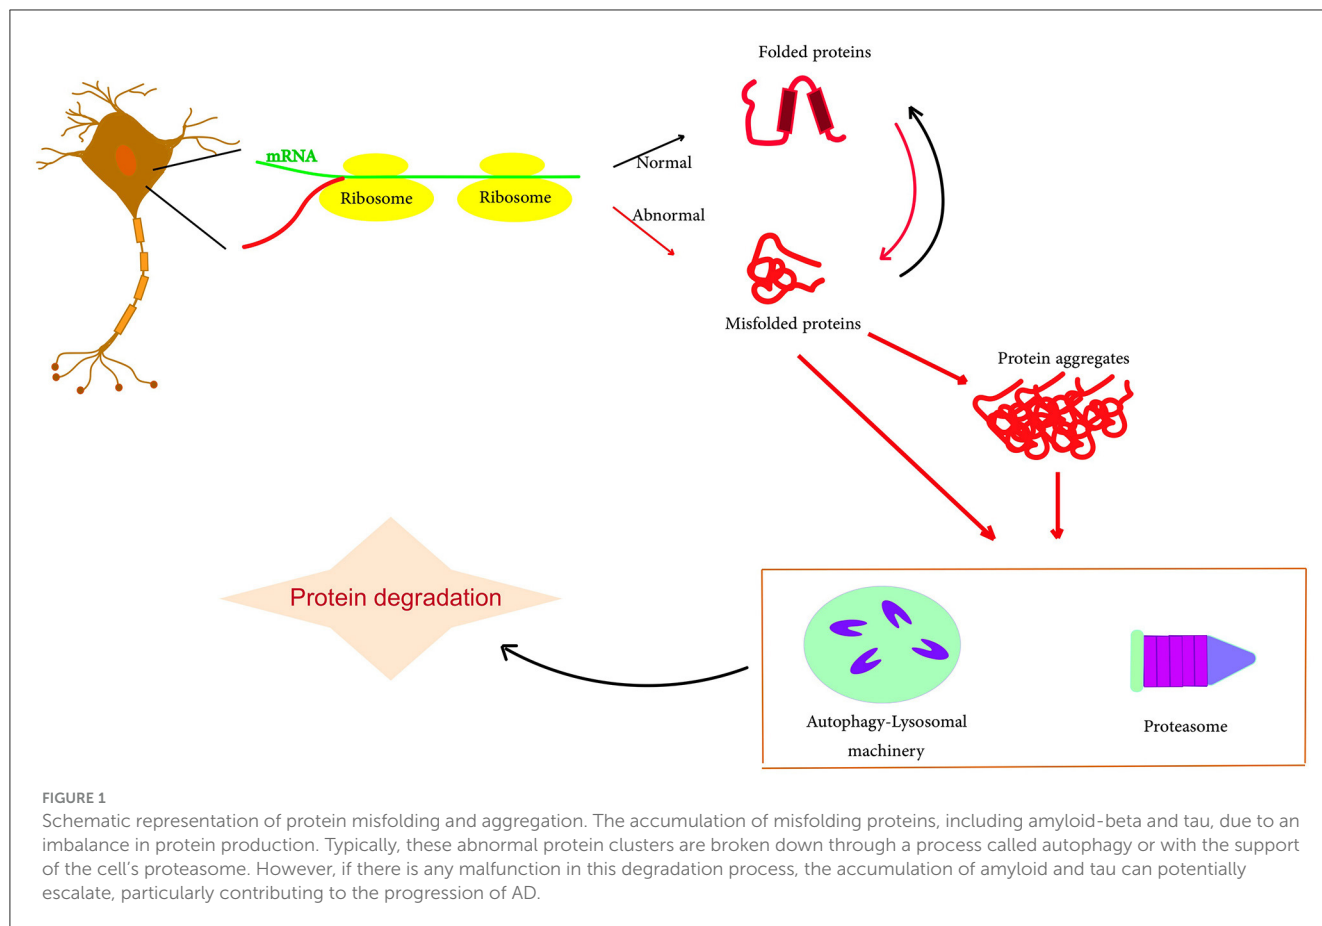 Folded proteins
mRNA
Normal
Ribosome
Ribosome
Abnormal
Misfolded proteins
Protein aggregates
Protein degradation
Autophagy-Lysosomal
machinery
Proteasome
FIGURE 1
Schematic representation of protein misfolding and aggregation. The accumulation of misfolding proteins, including amyloid-beta and tau, due to an
imbalance in protein production. Typically, these abnormal protein clusters are broken down through a process called autophagy or with the support
of the cell's proteasome. However, if there is any malfunction in this degradation process, the accumulation of amyloid and tau can potentially
escalate, particularly contributing to the progression of AD.